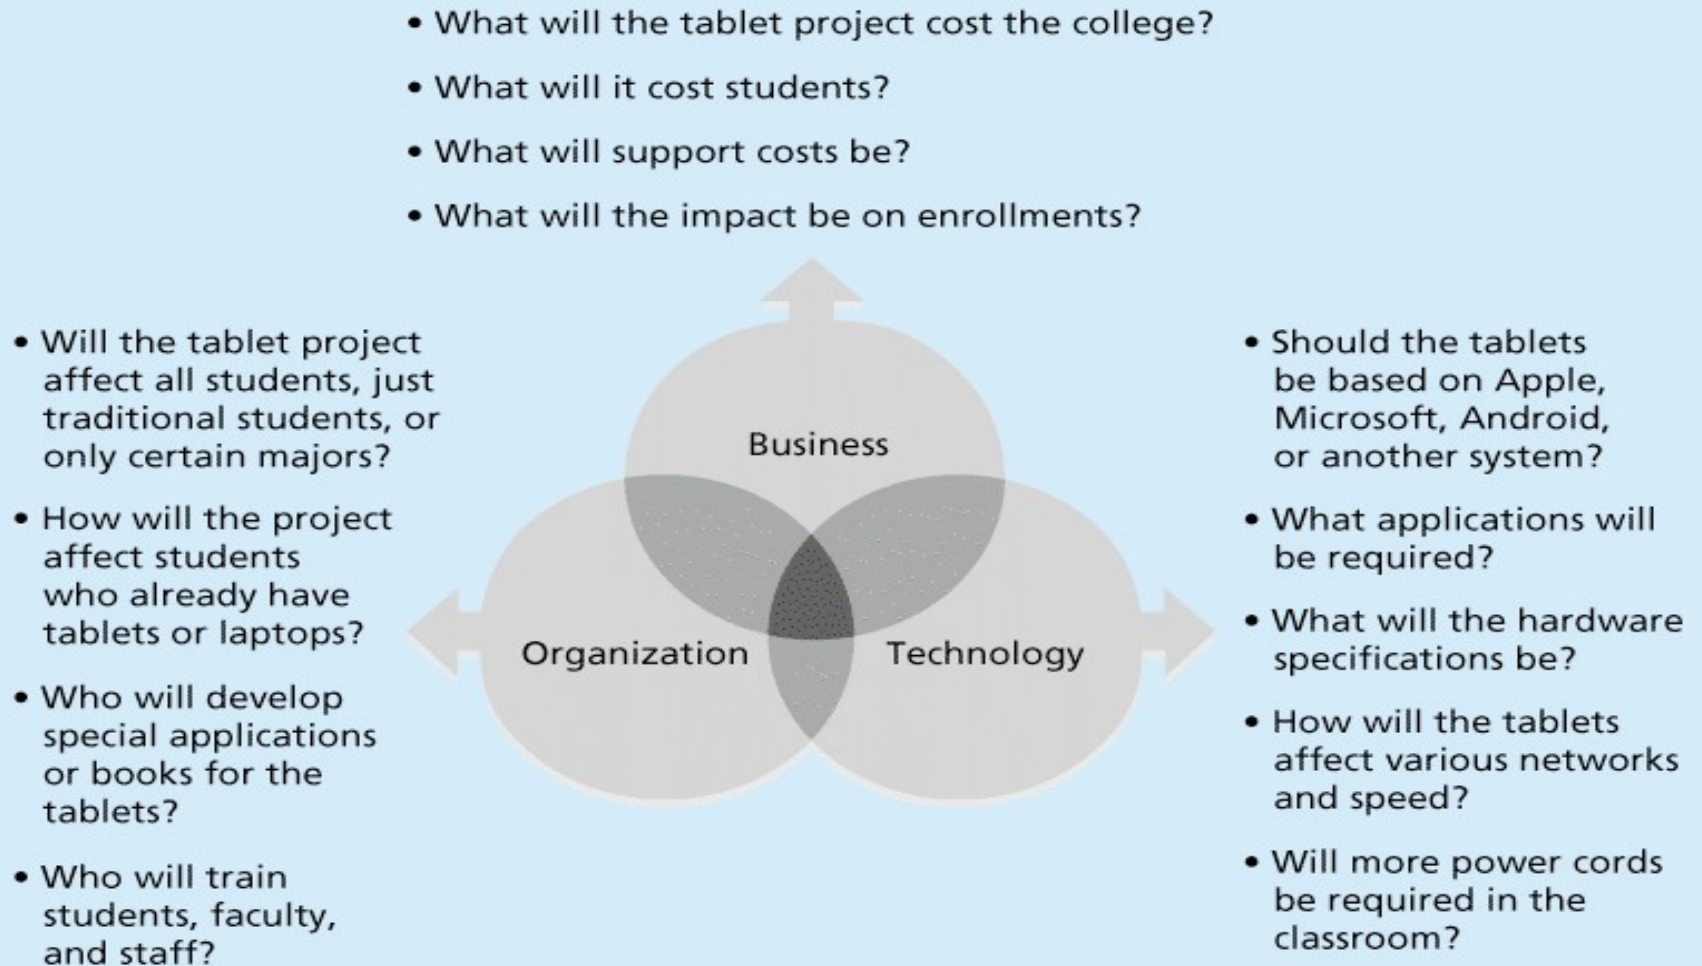 • What will the tablet project cost the college?
• What will it cost students?
• What will support costs be?
• What will the impact be on enrollments?
• Will the tablet project
affect all students, just
traditional students, or
only certain majors?
• How will the project
affect students
who already have
tablets or laptops?
• Who will develop
special applications
or books for the
tablets?
• Who will train
students, faculty,
and staff?
Business
Organization
Technology
• Should the tablets
be based on Apple,
Microsoft, Android,
or another system?
• What applications will
be required?
• What will the hardware
specifications be?
• How will the tablets
affect various networks
and speed?
• Will more power cords
be required in the
classroom?